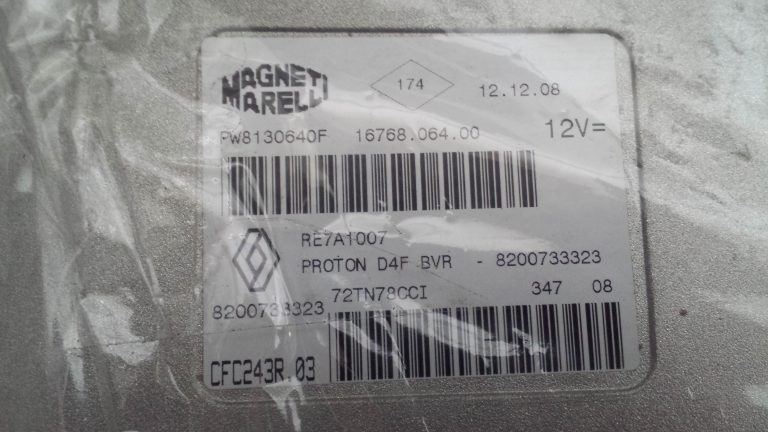 MAGNETI
MARELLI
174
12.12.08
PW8130640F 16768.064.00 12V=
RE7A1007
PROTON D4F BVR - 8200733323
72TN78CCI 347 08
8200733323
CFC243R.03